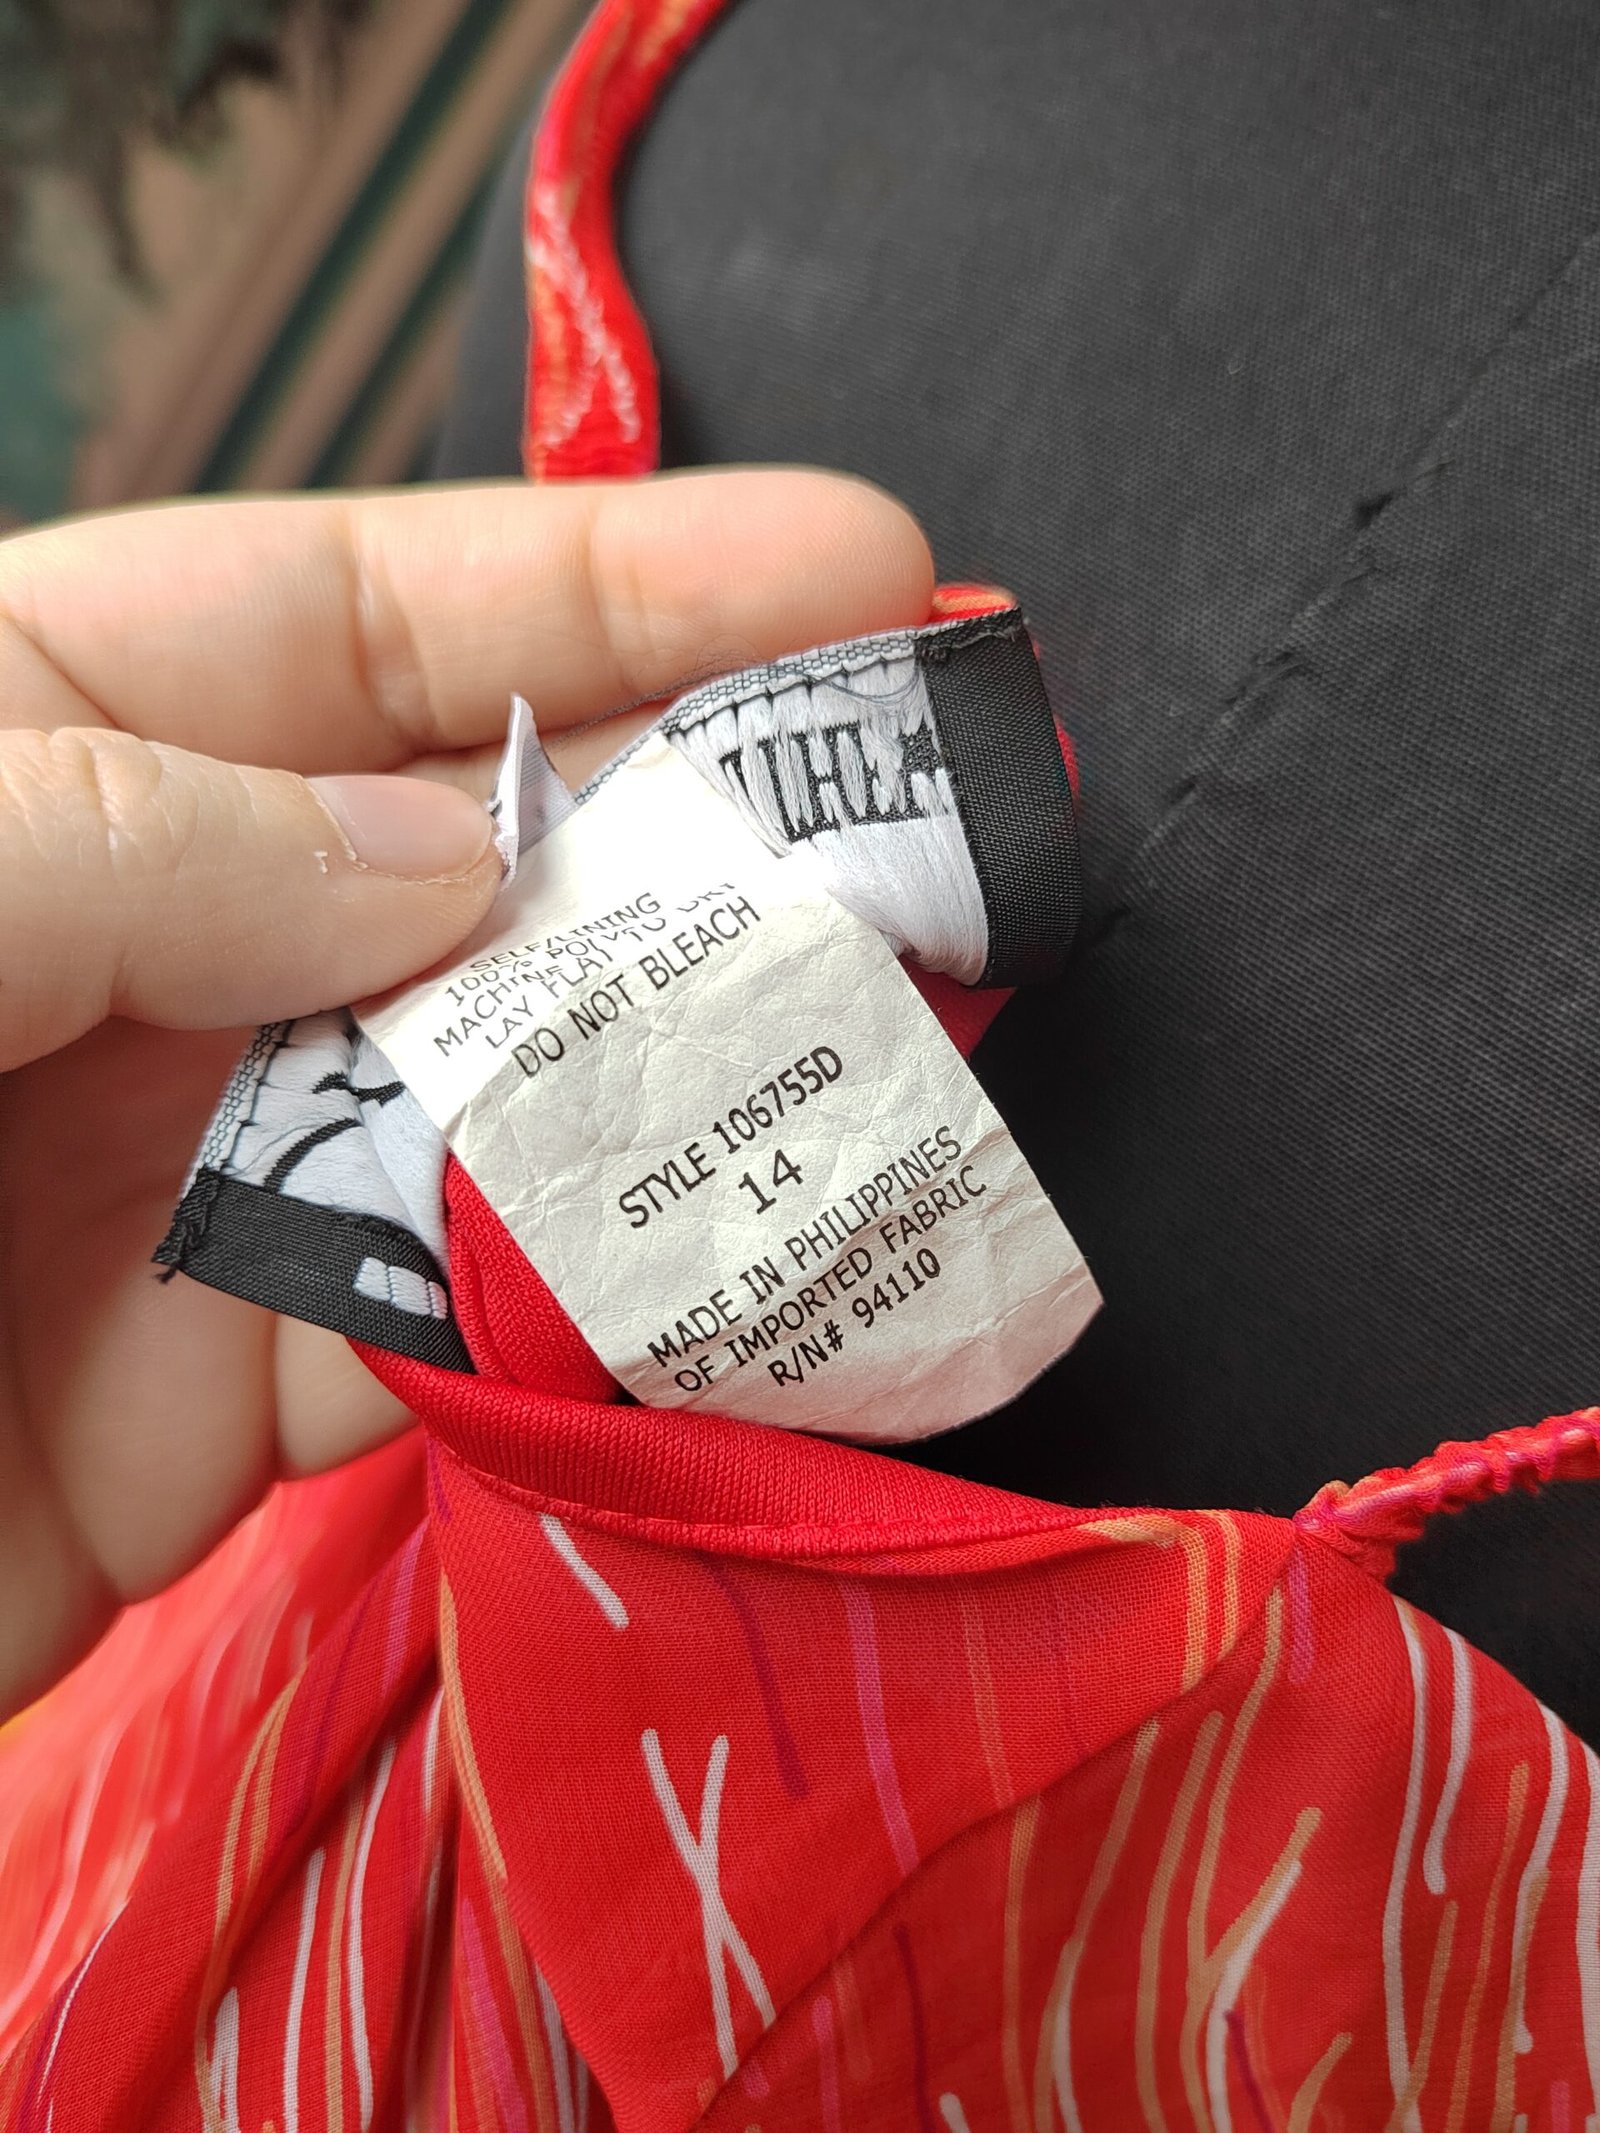 SELF/LINING
100% POLY
MACHINE
LAY FLAT TO DRY
DO NOT BLEACH
STYLE 106755D
14
MADE IN PHILIPPINES
OF IMPORTED FABRIC
R/N# 94110